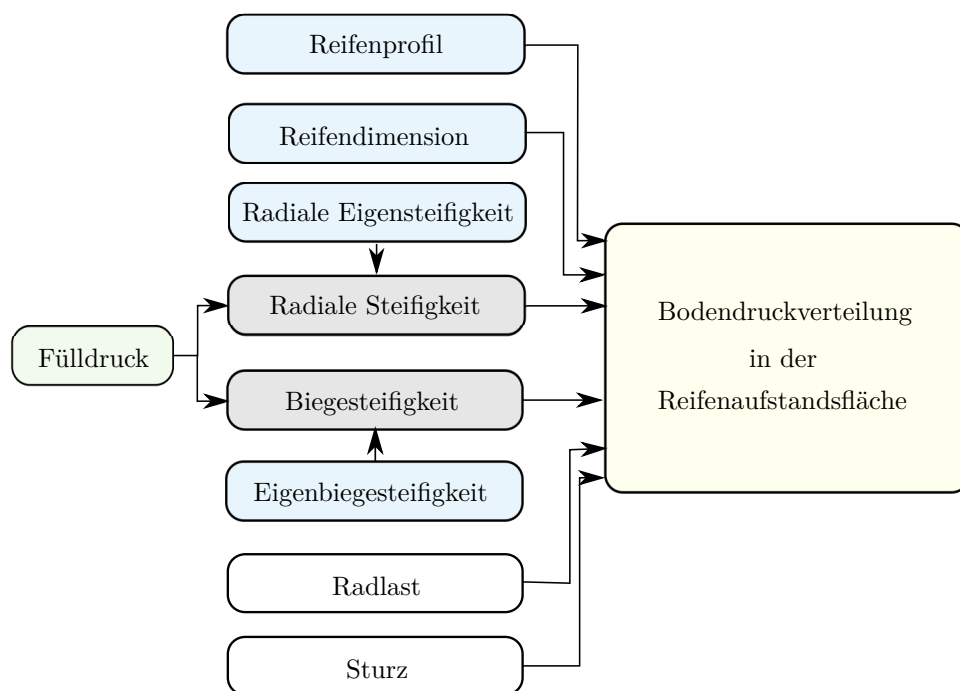 Reifenprofil
Reifendimension
Radiale Eigensteifigkeit
Radiale Steifigkeit
Fülldruck
Biegesteifigkeit
Eigenbiegesteifigkeit
Radlast
Sturz
Bodendruckverteilung
in der
Reifenaufstandsfläche